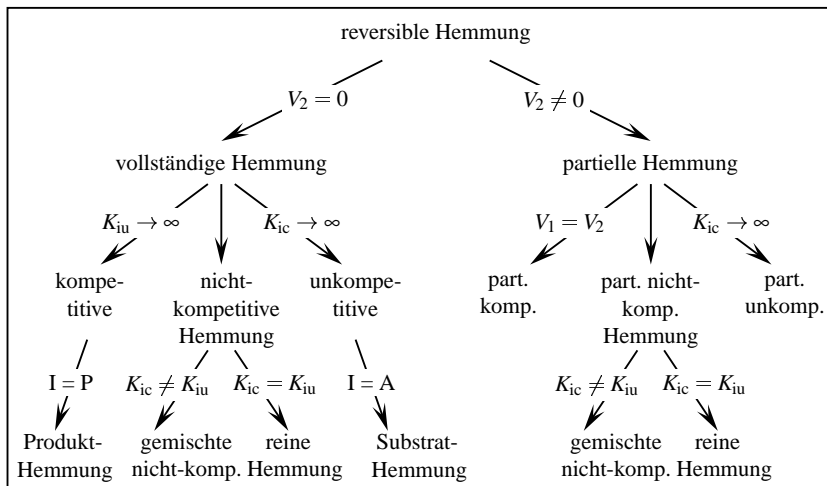 reversible Hemmung
V₂ = 0 V₂ ≠ 0
vollständige Hemmung partielle Hemmung
K_iu → ∞ K_ic → ∞ V₁ = V₂ K_ic → ∞
kompe- nicht- unkompe- part. part. nicht- part.
titive kompetitive titive komp. komp. unkomp.
Hemmung Hemmung
I = P K_ic ≠ K_iu K_ic = K_iu I = A K_ic ≠ K_iu K_ic = K_iu
Produkt- gemischte reine Substrat- gemischte reine
Hemmung nicht-komp. Hemmung Hemmung nicht-komp. Hemmung